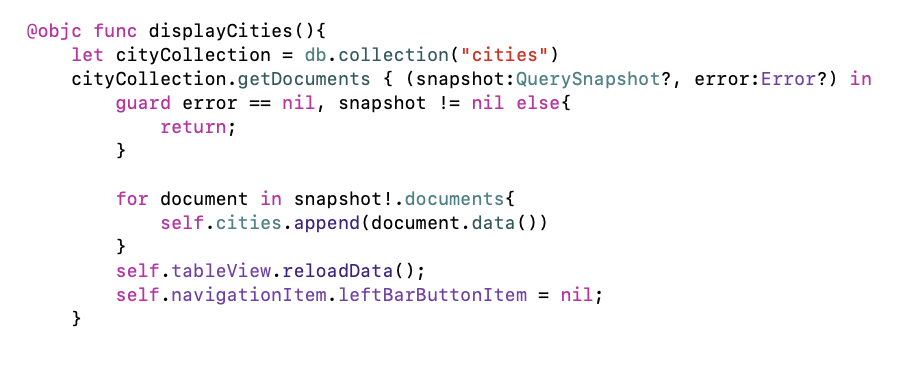 @objc func displayCities(){
let cityCollection = db.collection("cities")
cityCollection.getDocuments { (snapshot:QuerySnapshot?, error:Error?) in
guard error == nil, snapshot != nil else{
return;
}
for document in snapshot!.documents{
self.cities.append(document.data())
}
self.tableView.reloadData();
self.navigationItem.leftBarButtonItem = nil;
}